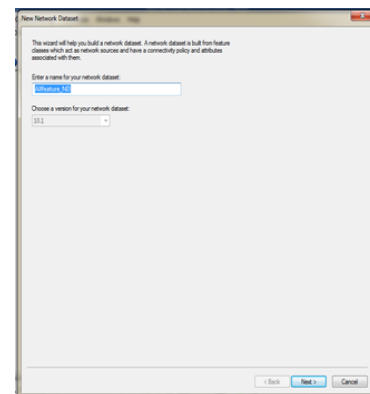 New Network Dataset
This wizard will help you build a network dataset. A network dataset is built from feature
classes which act as network sources and have a connectivity policy and attributes
associated with them.
Enter a name for your network dataset:
Allfeature_ND
Choose a version for your network dataset:
10.1
< Back Next > Cancel